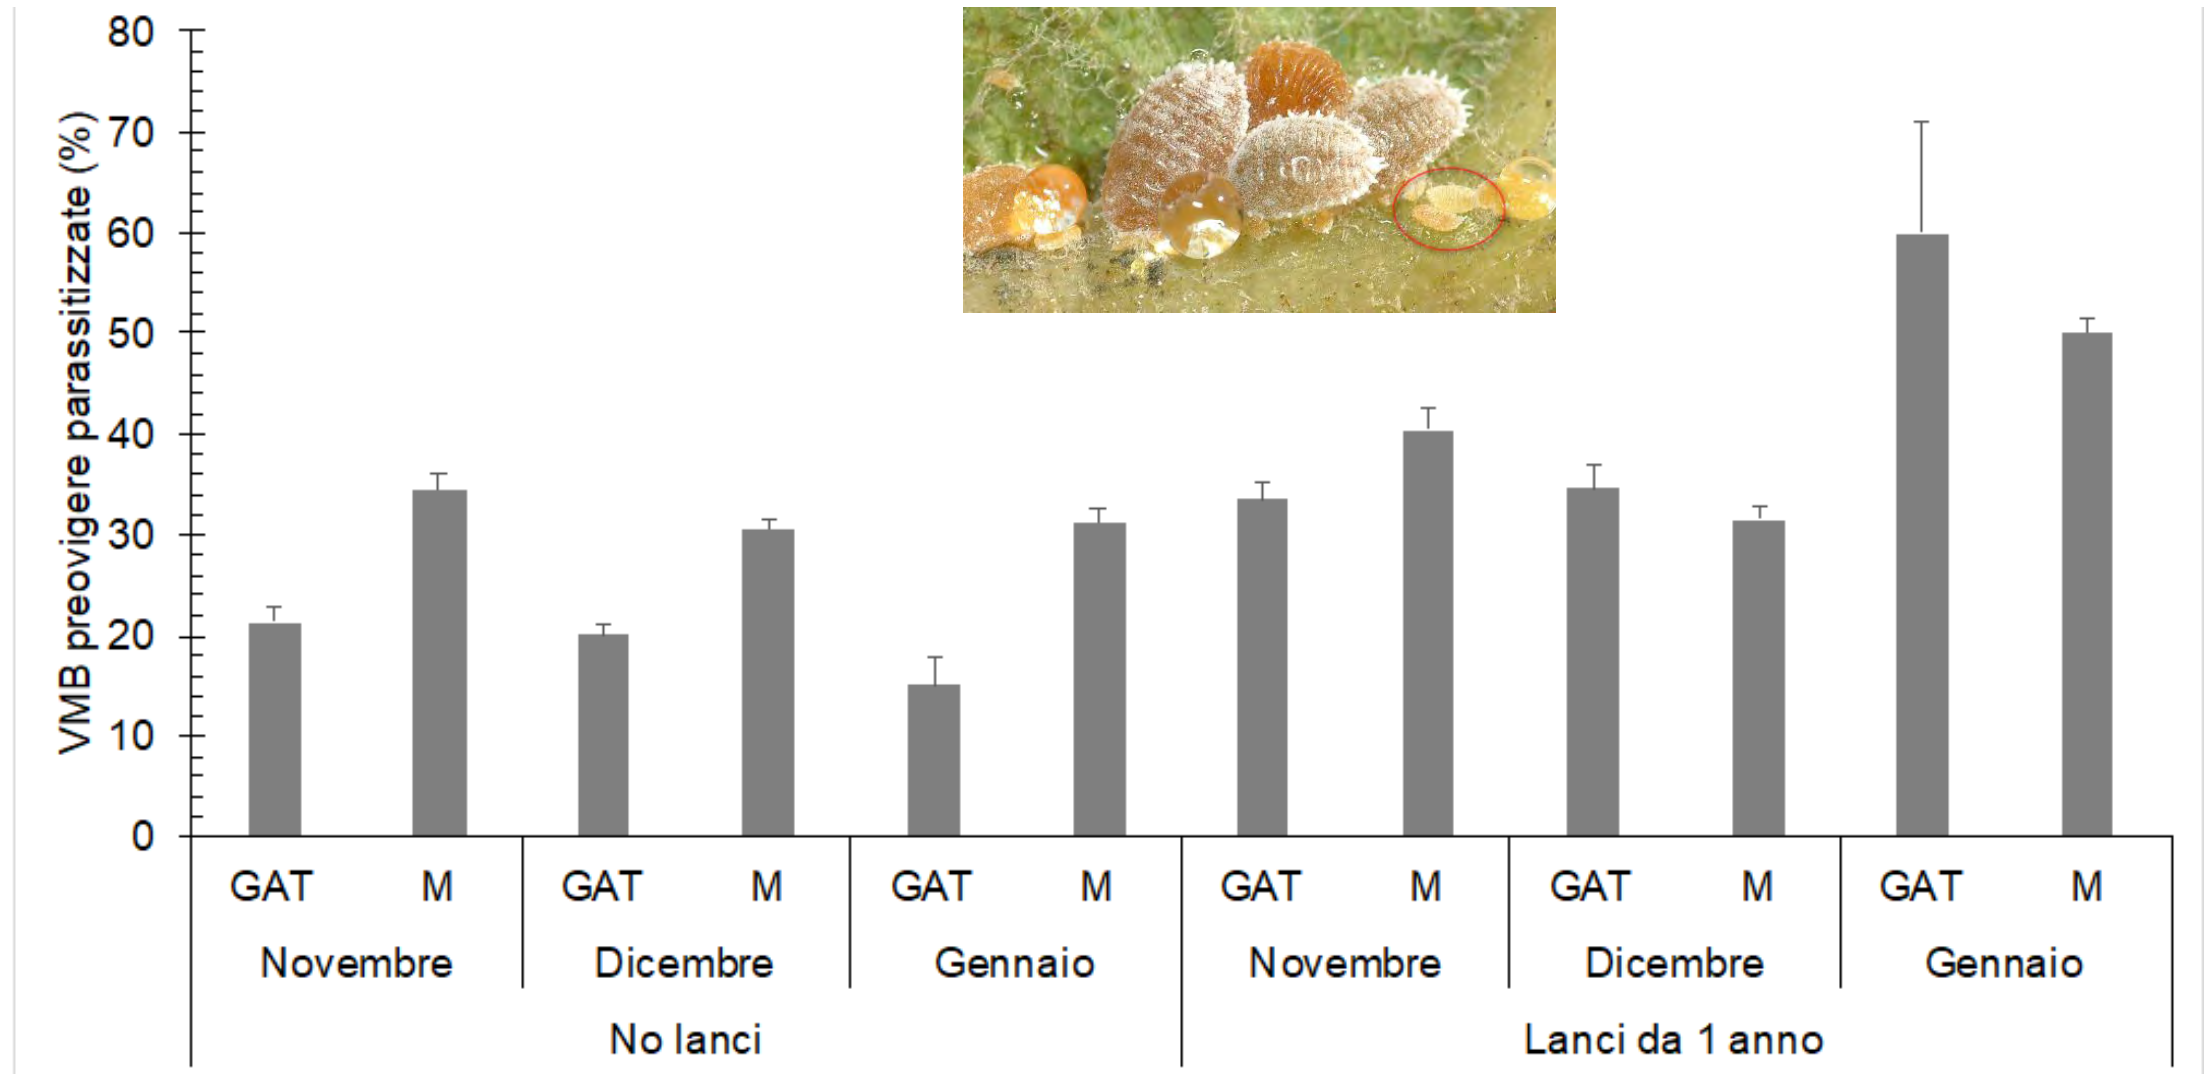 VMB preovigere parassitizzate (%)
80
70
60
50
40
30
20
10
0
GAT M GAT M GAT M GAT M GAT M GAT M
Novembre Dicembre Gennaio Novembre Dicembre Gennaio
No lanci Lanci da 1 anno